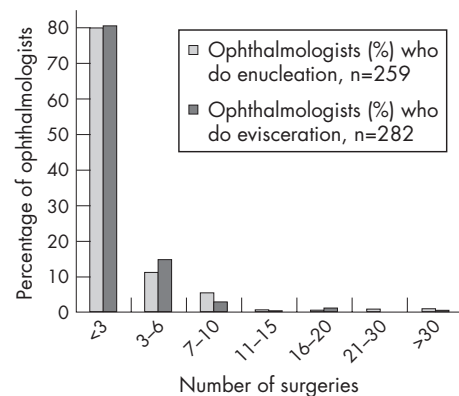 Percentage of ophthalmologists
80
70
60
50
40
30
20
10
0
Ophthalmologists (%) who
do enucleation, n=259
Ophthalmologists (%) who
do evisceration, n=282
<3
3–6
7–10
11–15
16–20
21–30
>30
Number of surgeries